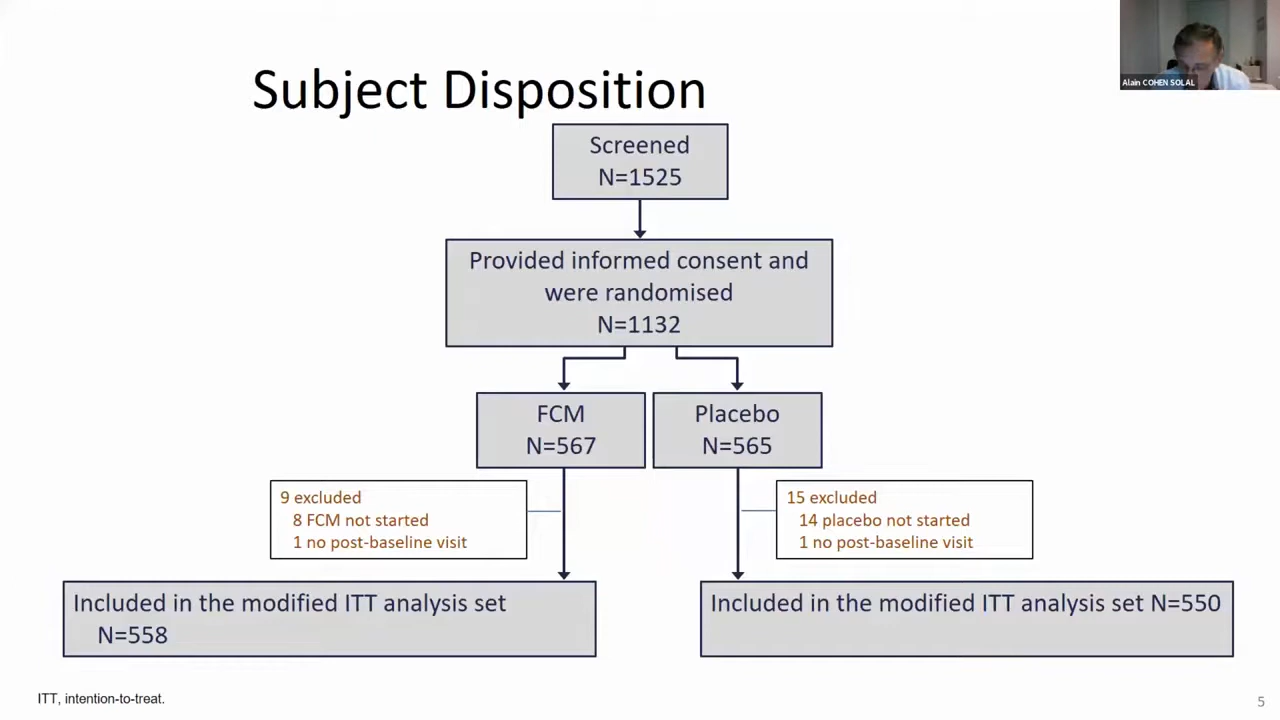 Alain COHEN SOLAL
Subject Disposition
Screened
N=1525
Provided informed consent and
were randomised
N=1132
FCM
N=567
Placebo
N=565
9 excluded
8 FCM not started
1 no post-baseline visit
15 excluded
14 placebo not started
1 no post-baseline visit
Included in the modified ITT analysis set
N=558
Included in the modified ITT analysis set N=550
ITT, intention-to-treat.
5